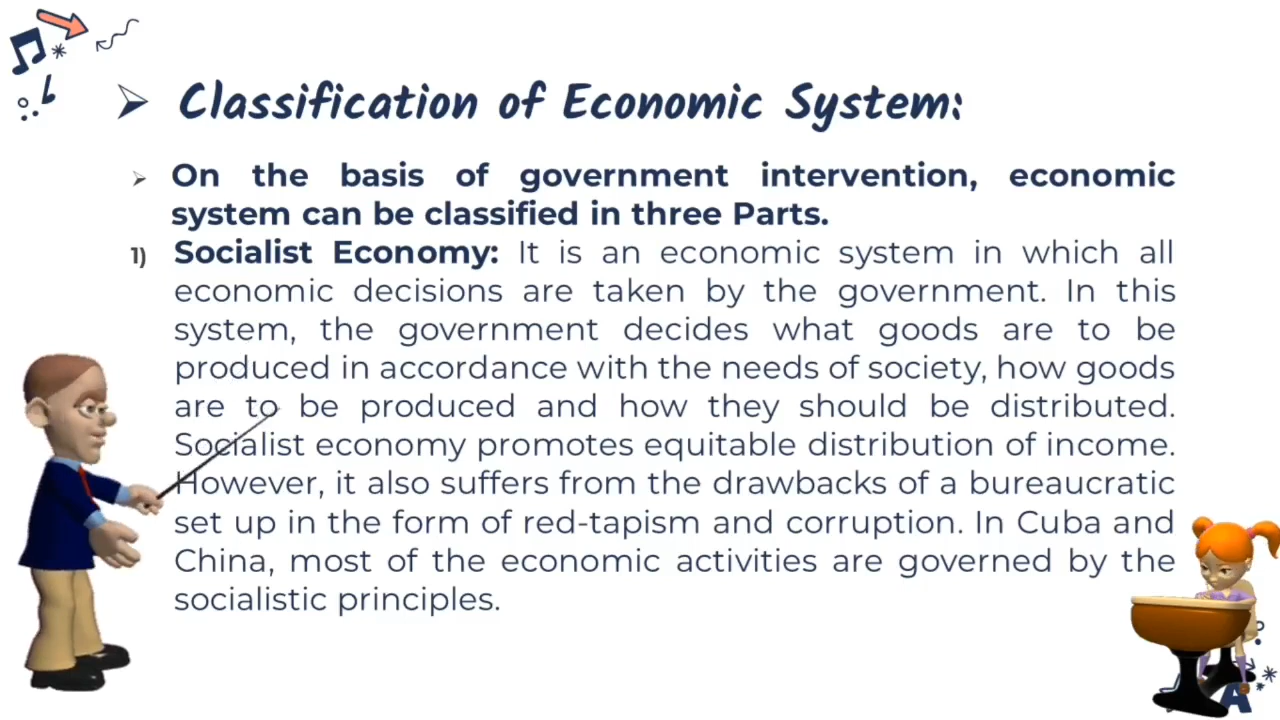 Classification of Economic System:
On the basis of government intervention, economic
system can be classified in three Parts.
1) Socialist Economy: It is an economic system in which all
economic decisions are taken by the government. In this
system, the government decides what goods are to be
produced in accordance with the needs of society, how goods
are to be produced and how they should be distributed.
Socialist economy promotes equitable distribution of income.
However, it also suffers from the drawbacks of a bureaucratic
set up in the form of red-tapism and corruption. In Cuba and
China, most of the economic activities are governed by the
socialistic principles.
A